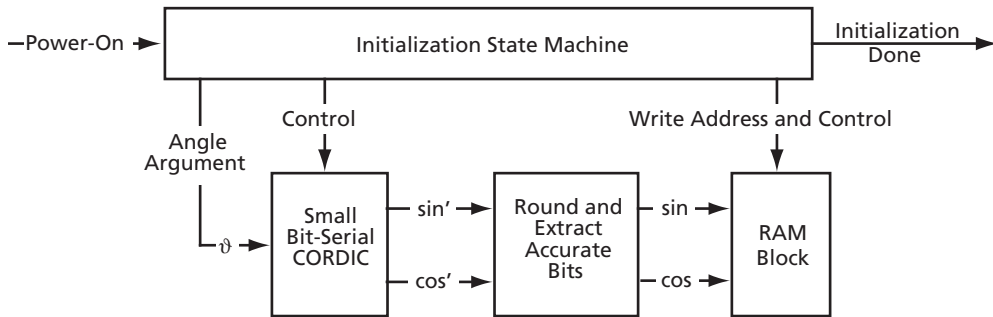 Power-On
Initialization State Machine
Initialization
Done
Angle
Argument
Control
Write Address and Control
ϑ
Small
Bit-Serial
CORDIC
sin’
cos’
Round and
Extract
Accurate
Bits
sin
cos
RAM
Block